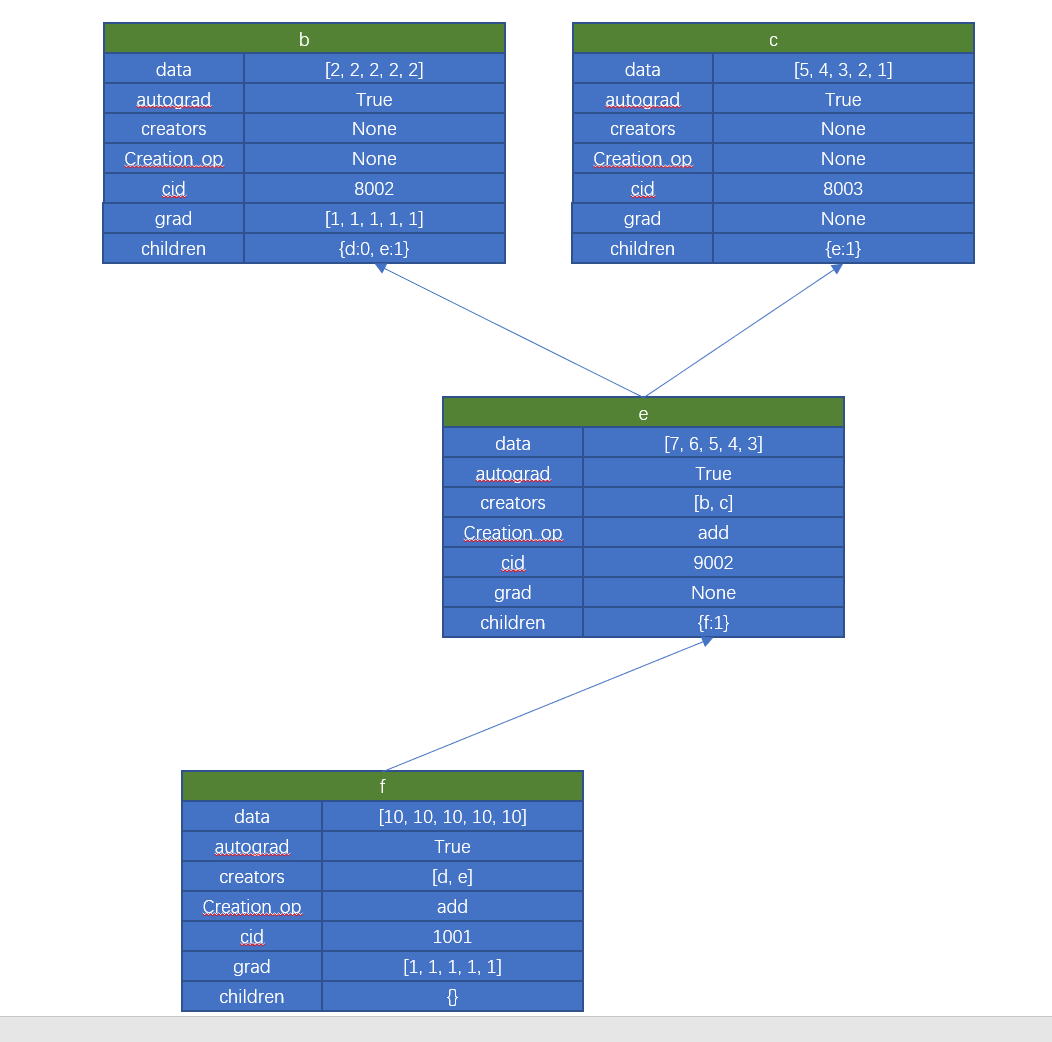 b
data [2, 2, 2, 2, 2]
autograd True
creators None
Creation_op None
cid 8002
grad [1, 1, 1, 1, 1]
children {d:0, e:1}
c
data [5, 4, 3, 2, 1]
autograd True
creators None
Creation_op None
cid 8003
grad None
children {e:1}
e
data [7, 6, 5, 4, 3]
autograd True
creators [b, c]
Creation_op add
cid 9002
grad None
children {f:1}
f
data [10, 10, 10, 10, 10]
autograd True
creators [d, e]
Creation_op add
cid 1001
grad [1, 1, 1, 1, 1]
children {}